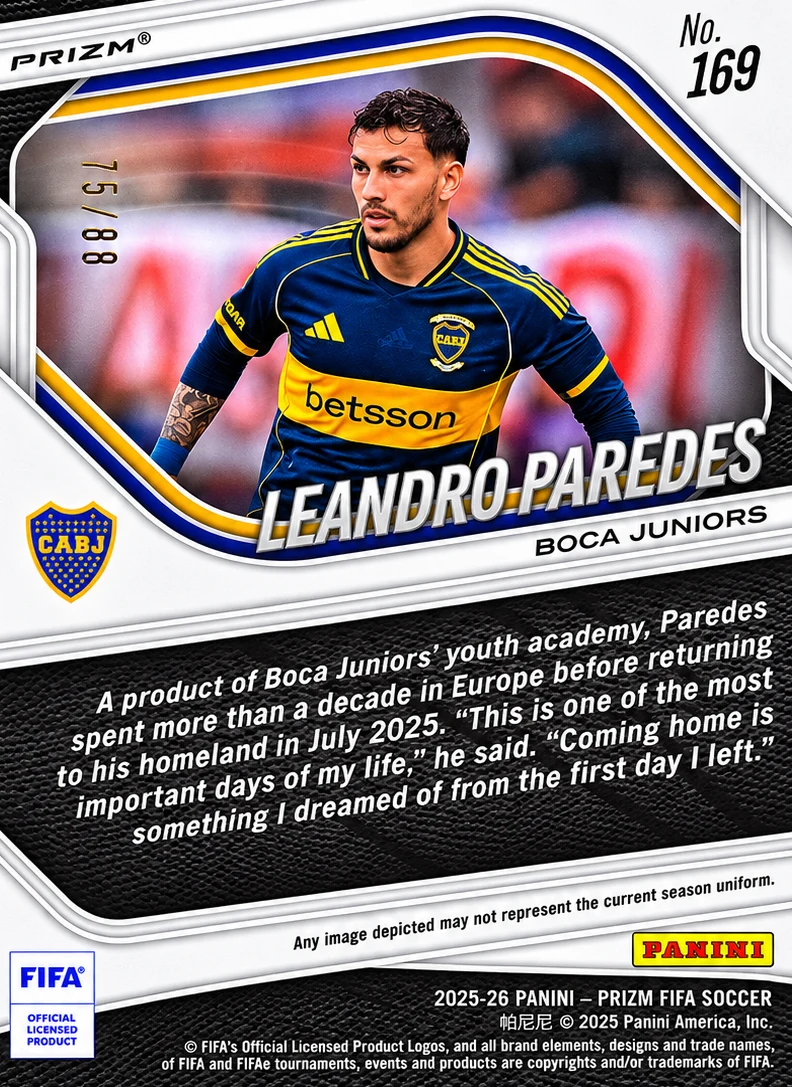 PRIZM®
No.
169
75/88
CABJ
betsson
LEANDRO PAREDES
BOCA JUNIORS
CABJ
A product of Boca Juniors’ youth academy, Paredes
spent more than a decade in Europe before returning
to his homeland in July 2025. “This is one of the most
important days of my life,” he said. “Coming home is
something I dreamed of from the first day I left.”
Any image depicted may not represent the current season uniform.
PANINI
FIFA®
OFFICIAL
LICENSED
PRODUCT
2025-26 PANINI – PRIZM FIFA SOCCER
帕尼尼 © 2025 Panini America, Inc.
© FIFA’s Official Licensed Product Logos, and all brand elements, designs and trade names,
of FIFA and FIFAe tournaments, events and products are copyrights and/or trademarks of FIFA.